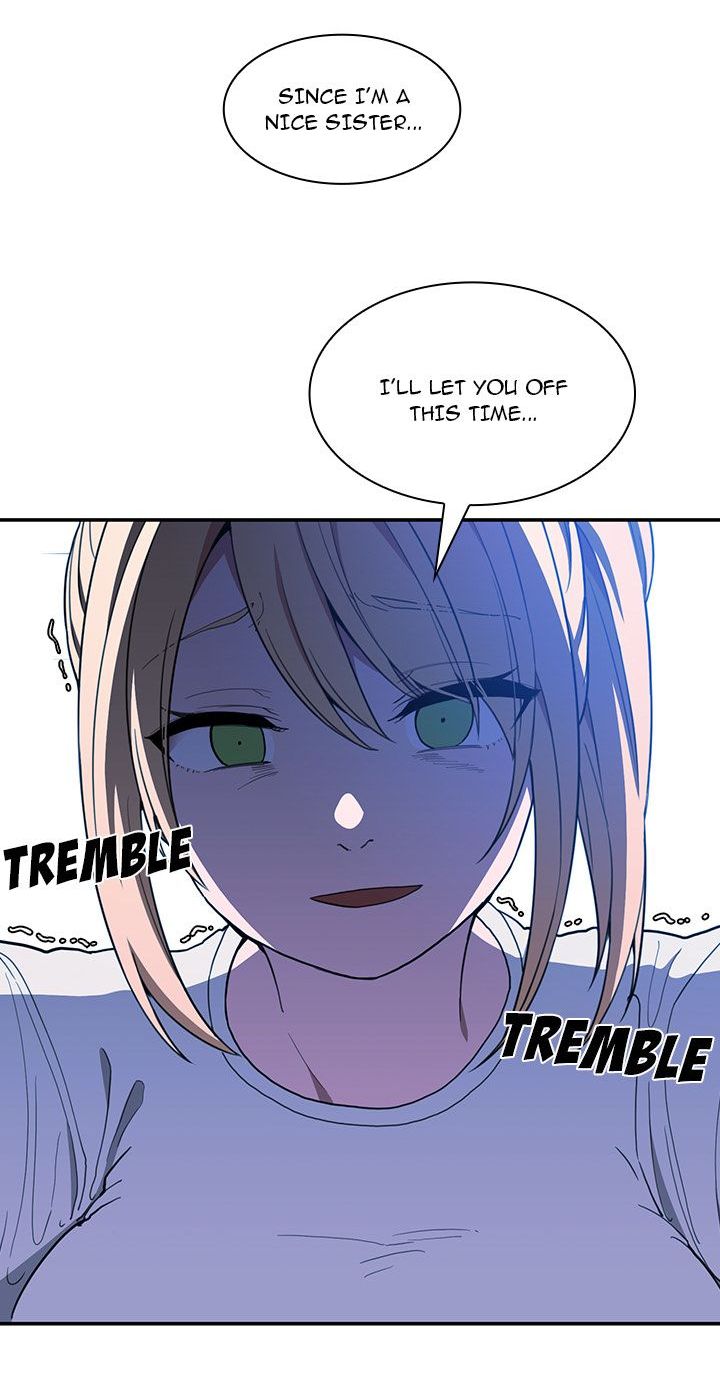 SINCE I'M A
NICE SISTER...
I'LL LET YOU OFF
THIS TIME...
TREMBLE
TREMBLE